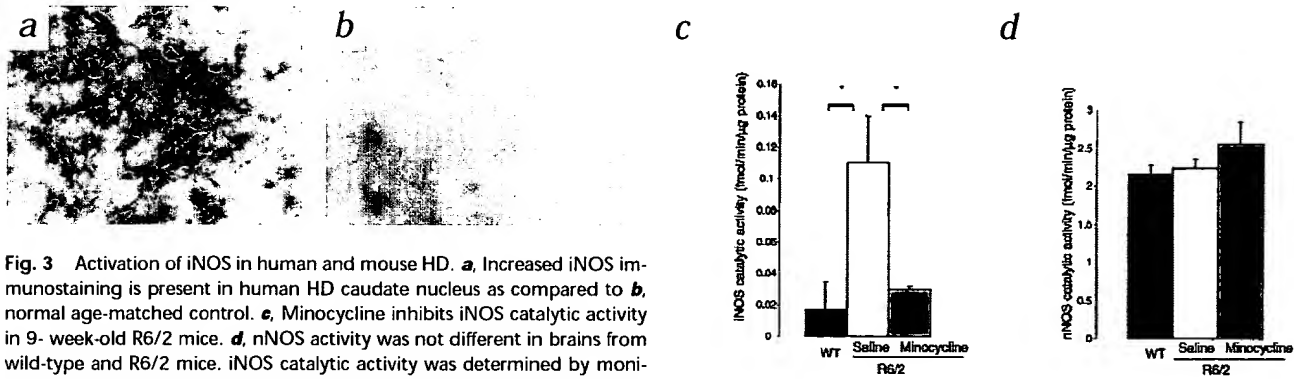 a
b
c
d
Fig. 3 Activation of iNOS in human and mouse HD. a, Increased iNOS im-
munostaining is present in human HD caudate nucleus as compared to b,
normal age-matched control. c, Minocycline inhibits iNOS catalytic activity
in 9- week-old R6/2 mice. d, nNOS activity was not different in brains from
wild-type and R6/2 mice. iNOS catalytic activity was determined by moni-
iNOS catalytic activity (fmol/min/µg protein)
0.16
0.14
0.12
0.1
0.08
0.06
0.04
0.02
0
* *
WT Saline Minocycline
R6/2
nNOS catalytic activity (fmol/min/µg protein)
3
2.5
2
1.5
1
0.5
0
WT Saline Minocycline
R6/2